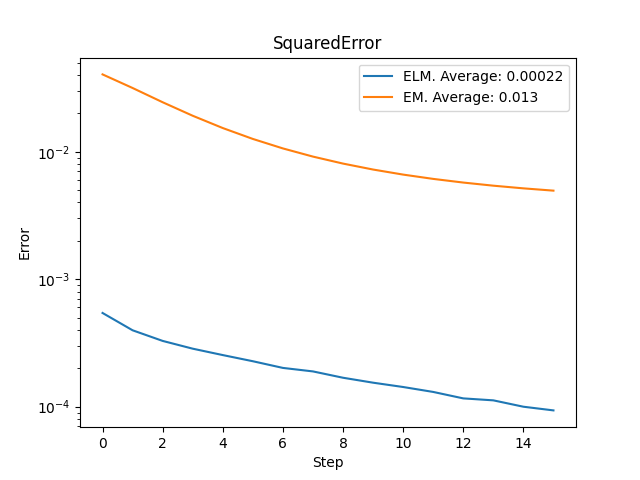 SquaredError
ELM. Average: 0.00022
EM. Average: 0.013
10⁻²
10⁻³
10⁻⁴
Error
0 2 4 6 8 10 12 14
Step